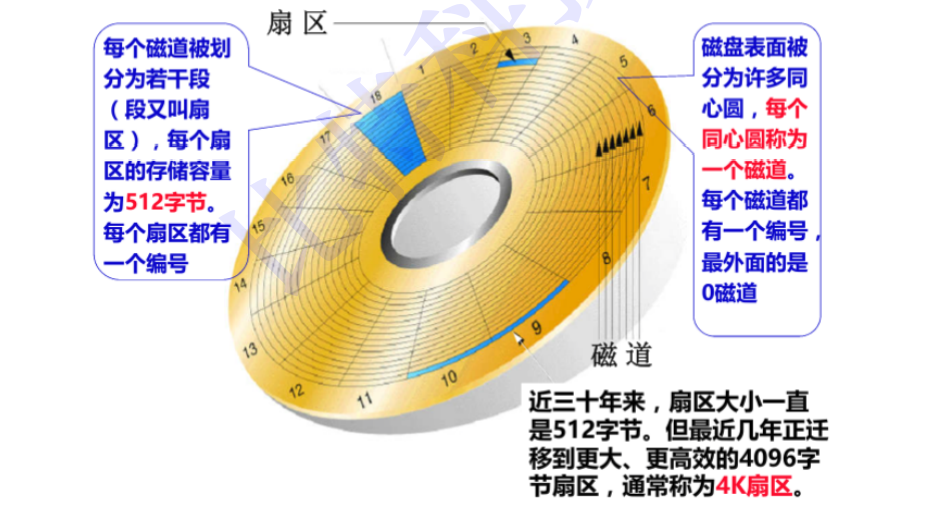 扇区
每个磁道被划
分为若干段
（段又叫扇
区），每个扇
区的存储容量
为512字节。
每个扇区都有
一个编号
磁盘表面被
分为许多同
心圆，每个
同心圆称为
一个磁道。
每个磁道都
有一个编号，
最外面的是
0磁道
1
2
3
4
5
6
7
8
9
10
11
12
13
14
15
16
17
18
磁道
近三十年来，扇区大小一直
是512字节。但最近几年正迁
移到更大、更高效的4096字
节扇区，通常称为4K扇区。